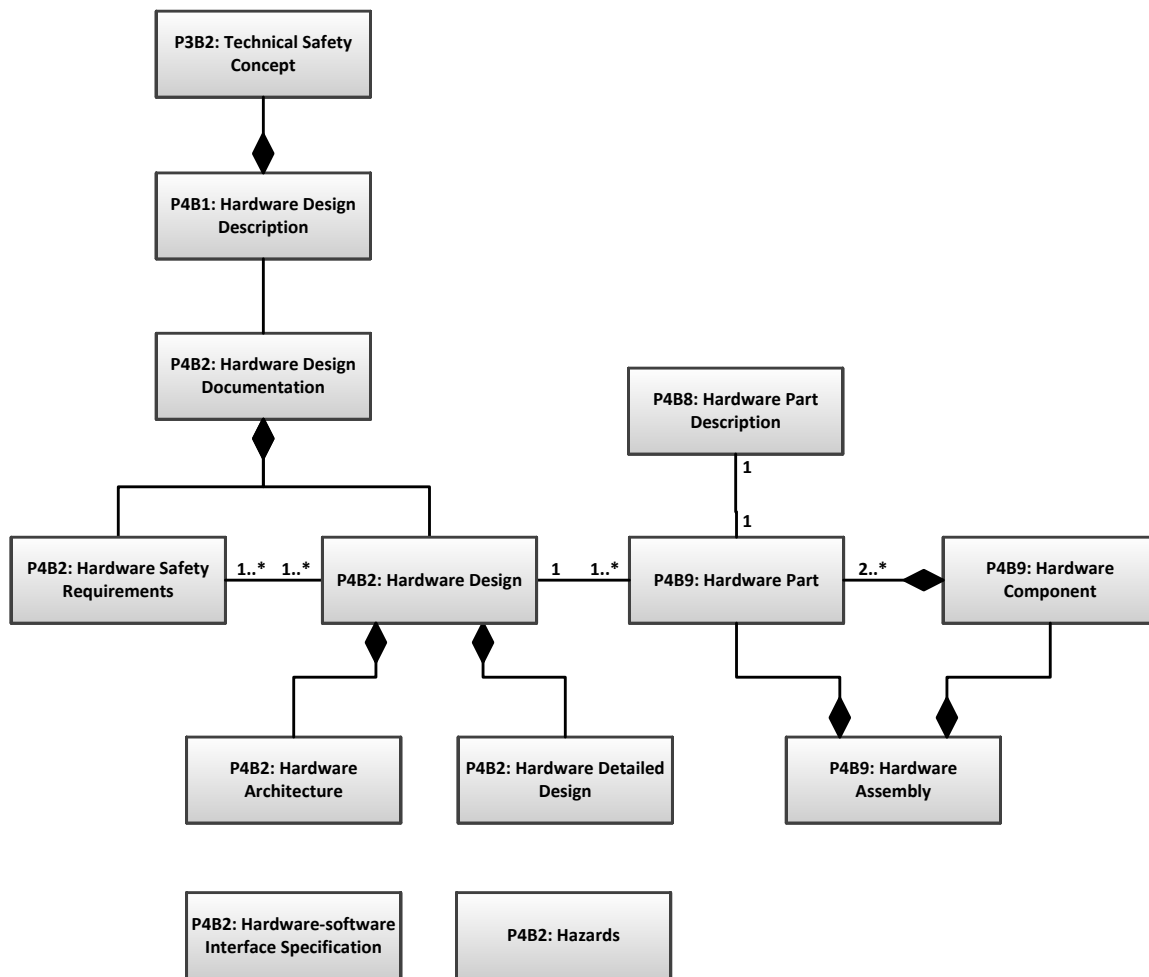 P3B2: Technical Safety
Concept
P4B1: Hardware Design
Description
P4B2: Hardware Design
Documentation
P4B8: Hardware Part
Description
1
1
P4B2: Hardware Safety
Requirements
1..*
1..*
P4B2: Hardware Design
1
1..*
P4B9: Hardware Part
2..*
P4B9: Hardware
Component
P4B2: Hardware
Architecture
P4B2: Hardware Detailed
Design
P4B9: Hardware
Assembly
P4B2: Hardware-software
Interface Specification
P4B2: Hazards